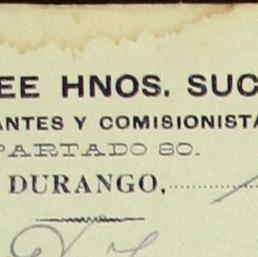 EE HNOS. SUC
ANTES Y COMISIONISTA
PARTADO 80.
DURANGO,